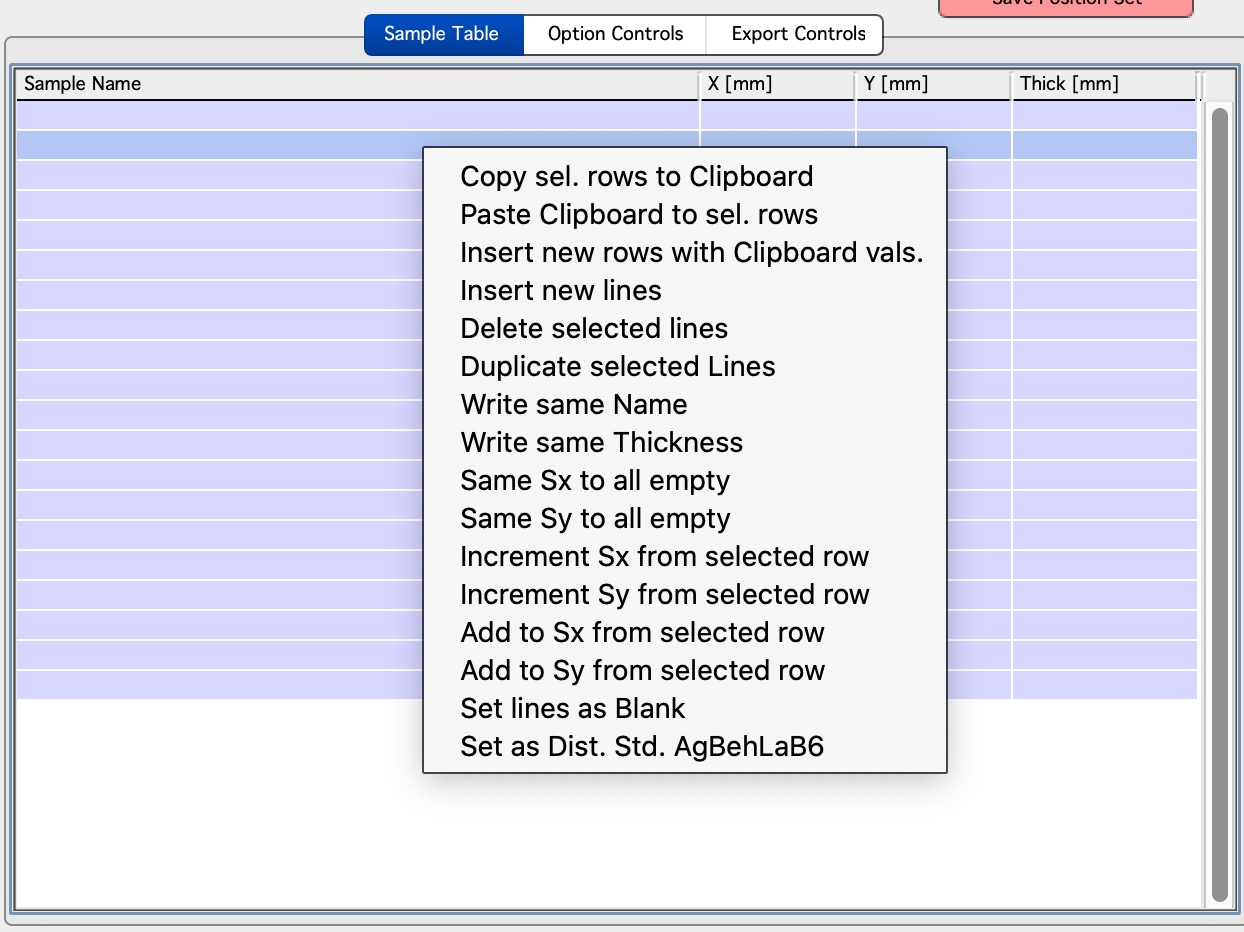 Save Position Set
Sample Table Option Controls Export Controls
Sample Name X [mm] Y [mm] Thick [mm]
Copy sel. rows to Clipboard
Paste Clipboard to sel. rows
Insert new rows with Clipboard vals.
Insert new lines
Delete selected lines
Duplicate selected Lines
Write same Name
Write same Thickness
Same Sx to all empty
Same Sy to all empty
Increment Sx from selected row
Increment Sy from selected row
Add to Sx from selected row
Add to Sy from selected row
Set lines as Blank
Set as Dist. Std. AgBehLaB6